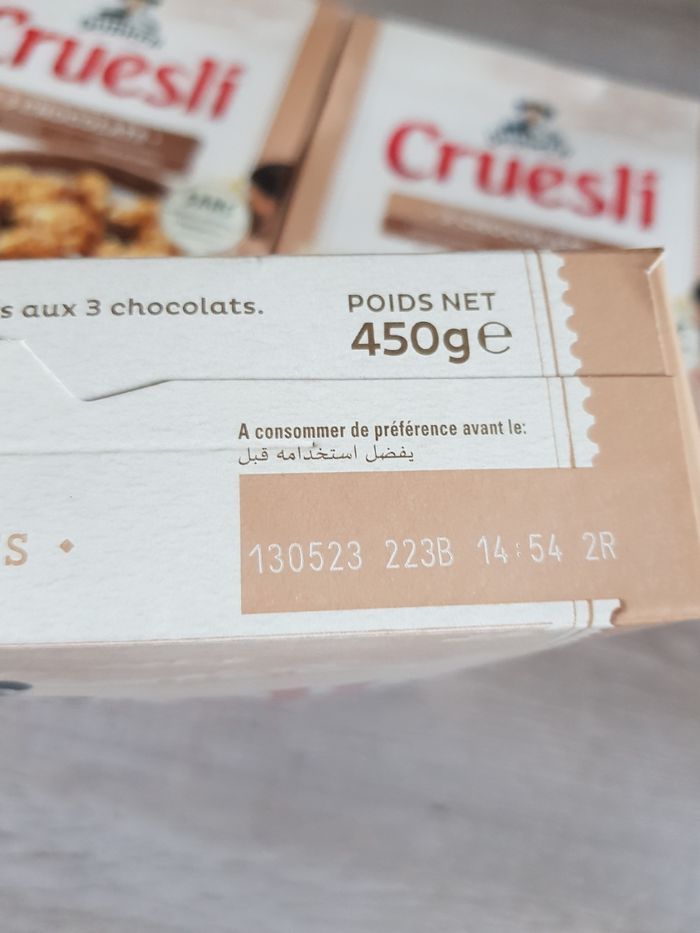 Cruesli
Cruesli
s aux 3 chocolats.
POIDS NET
450g e
A consommer de préférence avant le:
يفضل استخدامه قبل
S
130523 223B 14:54 2R